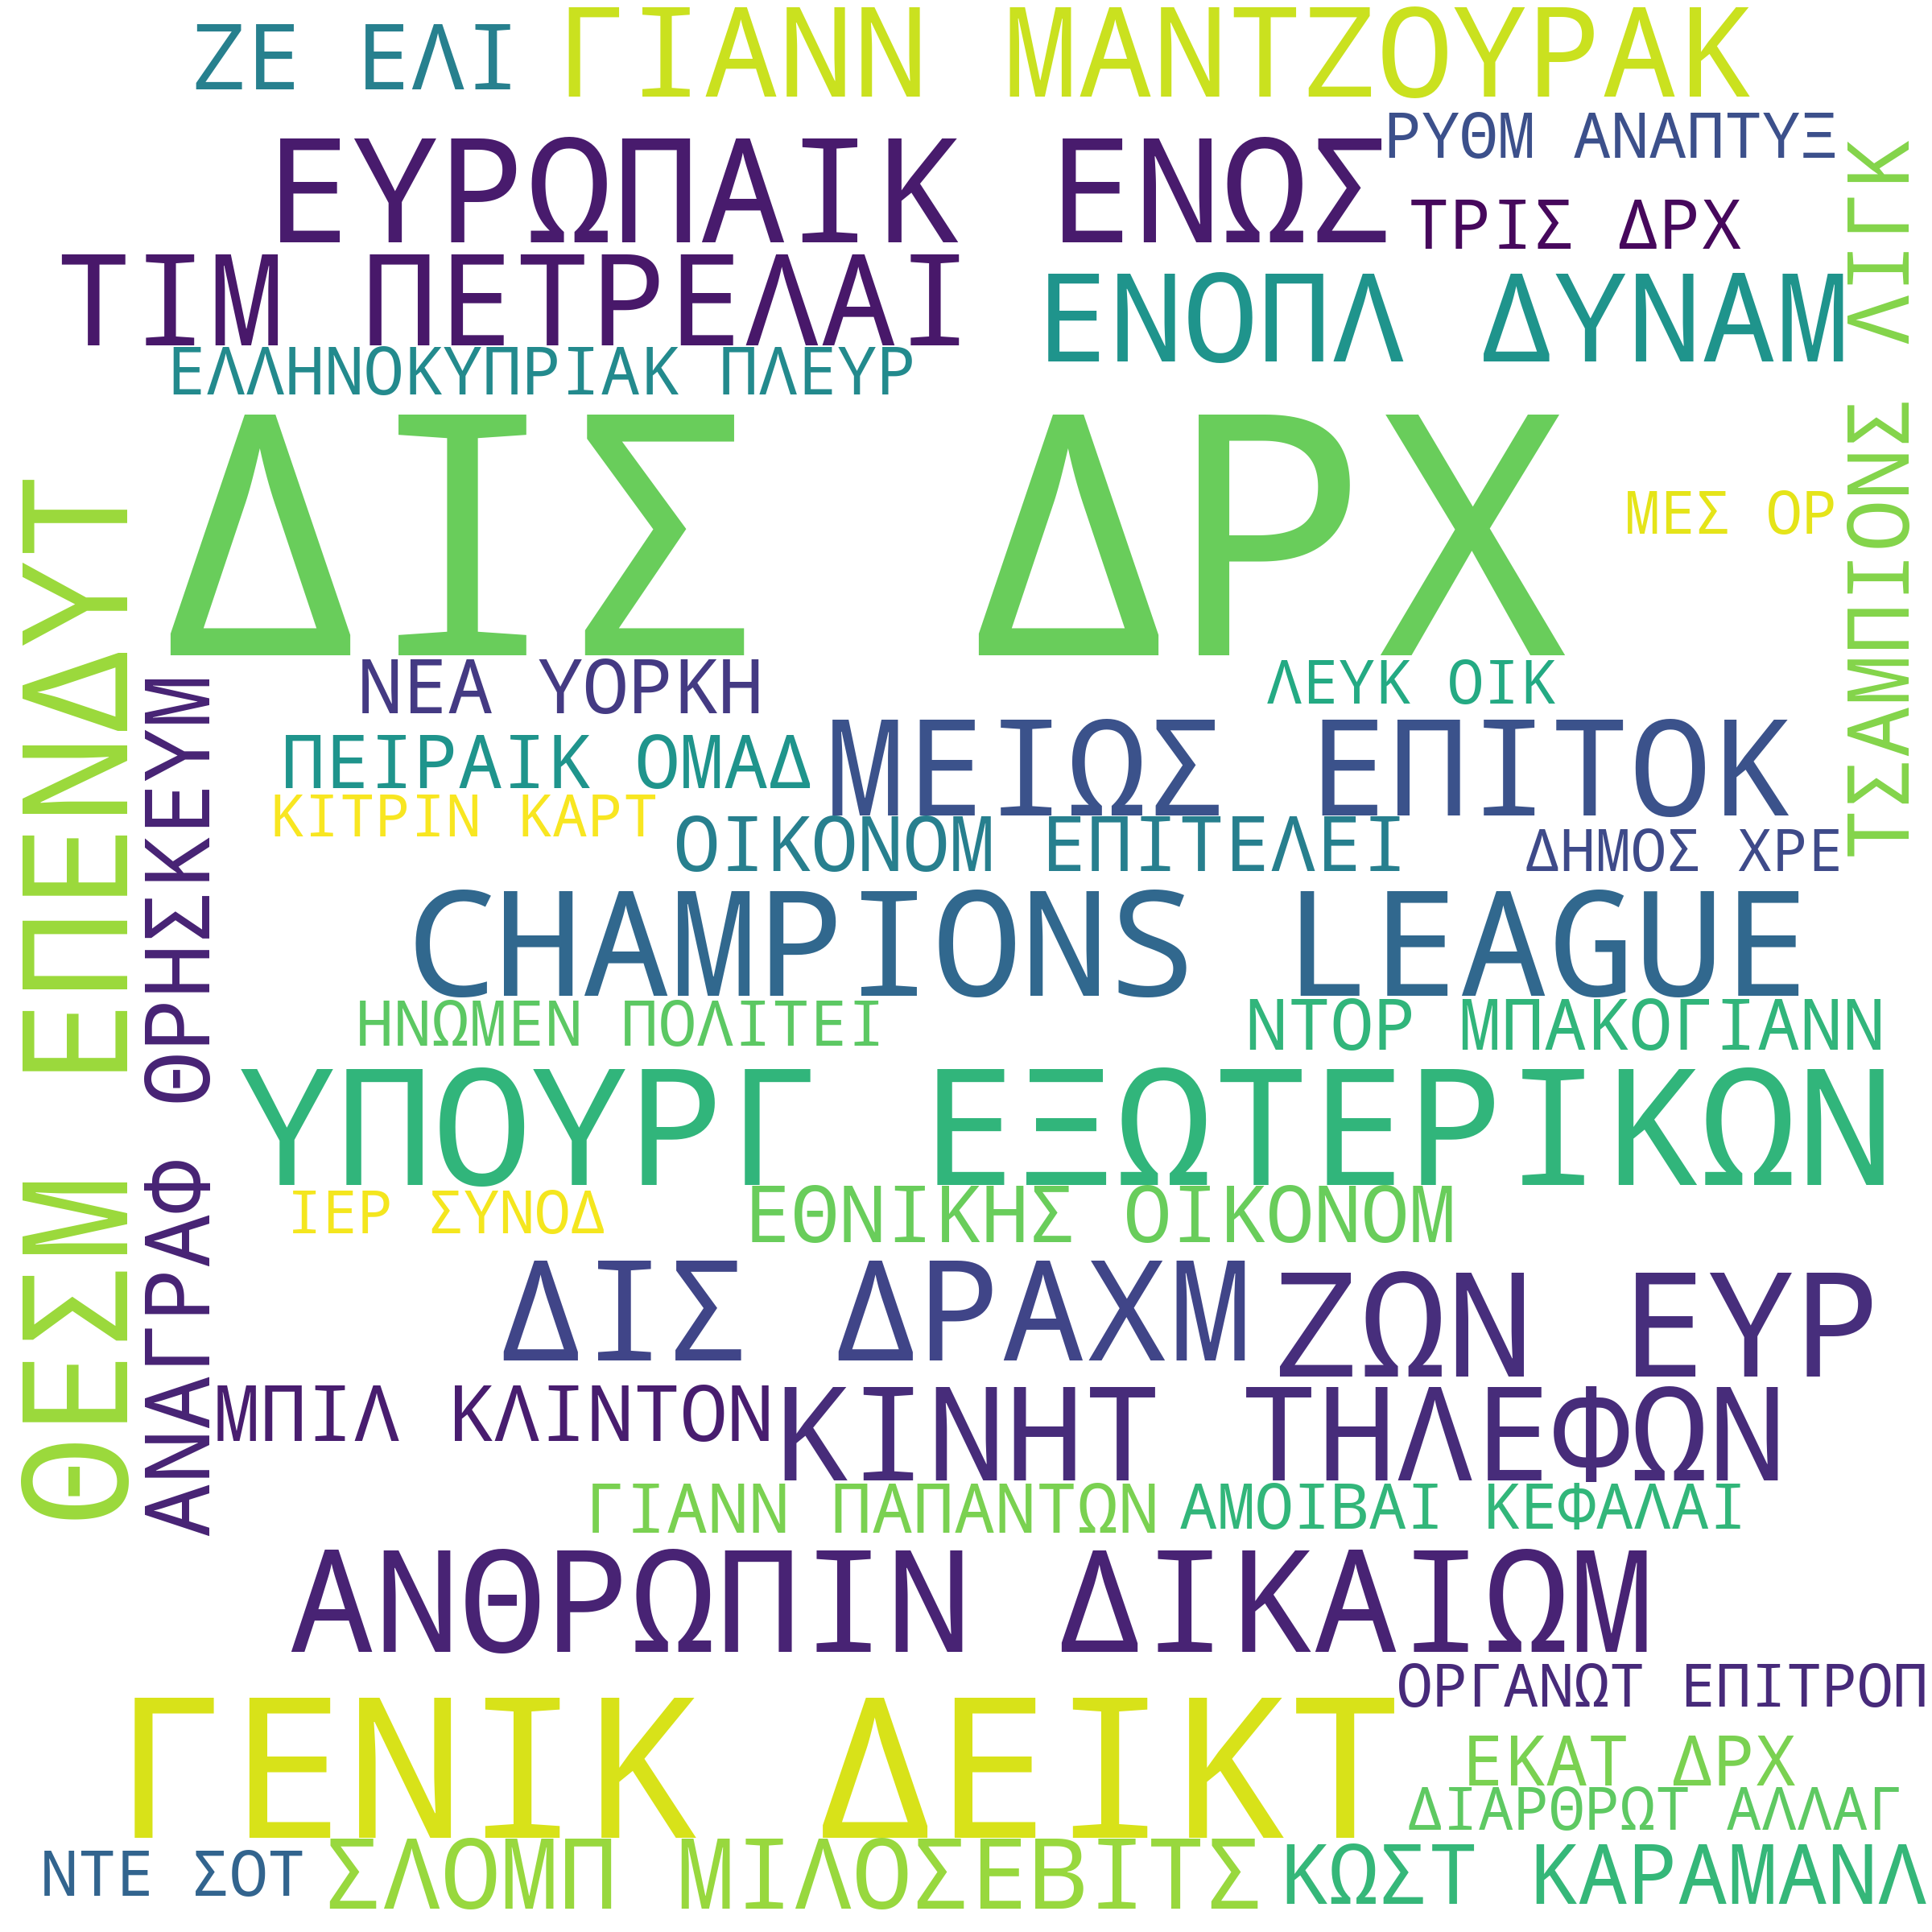 ΖΕ ΕΛΙ
ΓΙΑΝΝ ΜΑΝΤΖΟΥΡΑΚ
ΡΥΘΜ ΑΝΑΠΤΥΞ
ΕΥΡΩΠΑΙΚ ΕΝΩΣ
ΤΡΙΣ ΔΡΧ
ΤΙΜ ΠΕΤΡΕΛΑΙ
ΕΝΟΠΛ ΔΥΝΑΜ
ΤΣΑΜΠΙΟΝΣ ΛΙΓΚ
ΕΛΛΗΝΟΚΥΠΡΙΑΚ ΠΛΕΥΡ
ΔΙΣ ΔΡΧ
ΜΕΣ ΟΡ
ΘΕΣΜ ΕΠΕΝΔΥΤ
ΑΝΑΓΡΑΦ ΘΡΗΣΚΕΥΜ
ΝΕΑ ΥΟΡΚΗ
ΛΕΥΚ ΟΙΚ
ΠΕΙΡΑΙΚ ΟΜΑΔ
ΜΕΙΩΣ ΕΠΙΤΟΚ
ΚΙΤΡΙΝ ΚΑΡΤ
ΟΙΚΟΝΟΜ ΕΠΙΤΕΛΕΙ
ΔΗΜΟΣ ΧΡΕ
CHAMPIONS LEAGUE
ΗΝΩΜΕΝ ΠΟΛΙΤΕΙ
ΝΤΟΡ ΜΠΑΚΟΓΙΑΝΝ
ΥΠΟΥΡΓ ΕΞΩΤΕΡΙΚΩΝ
ΙΕΡ ΣΥΝΟΔ
ΕΘΝΙΚΗΣ ΟΙΚΟΝΟΜ
ΔΙΣ ΔΡΑΧΜ
ΖΩΝ ΕΥΡ
ΜΠΙΛ ΚΛΙΝΤΟΝ
ΚΙΝΗΤ ΤΗΛΕΦΩΝ
ΓΙΑΝΝ ΠΑΠΑΝΤΩΝ
ΑΜΟΙΒΑΙ ΚΕΦΑΛΑΙ
ΑΝΘΡΩΠΙΝ ΔΙΚΑΙΩΜ
ΟΡΓΑΝΩΤ ΕΠΙΤΡΟΠ
ΓΕΝΙΚ ΔΕΙΚΤ
ΕΚΑΤ ΔΡΧ
ΔΙΑΡΘΡΩΤ ΑΛΛΑΓ
ΝΤΕ ΣΟΤ
ΣΛΟΜΠ ΜΙΛΟΣΕΒΙΤΣ
ΚΩΣΤ ΚΑΡΑΜΑΝΛ